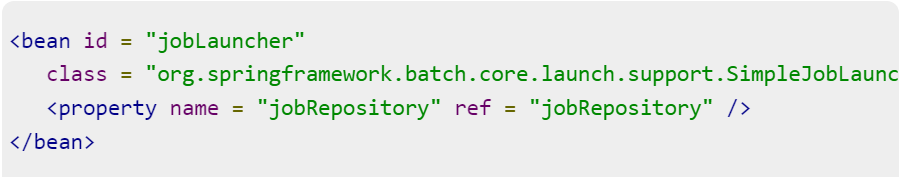 <bean id = "jobLauncher"
class = "org.springframework.batch.core.launch.support.SimpleJobLaunc
<property name = "jobRepository" ref = "jobRepository" />
</bean>